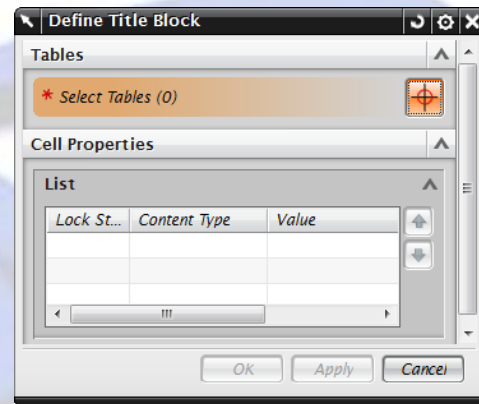 Define Title Block
Tables
* Select Tables (0)
Cell Properties
List
Lock St... Content Type Value
OK Apply Cancel